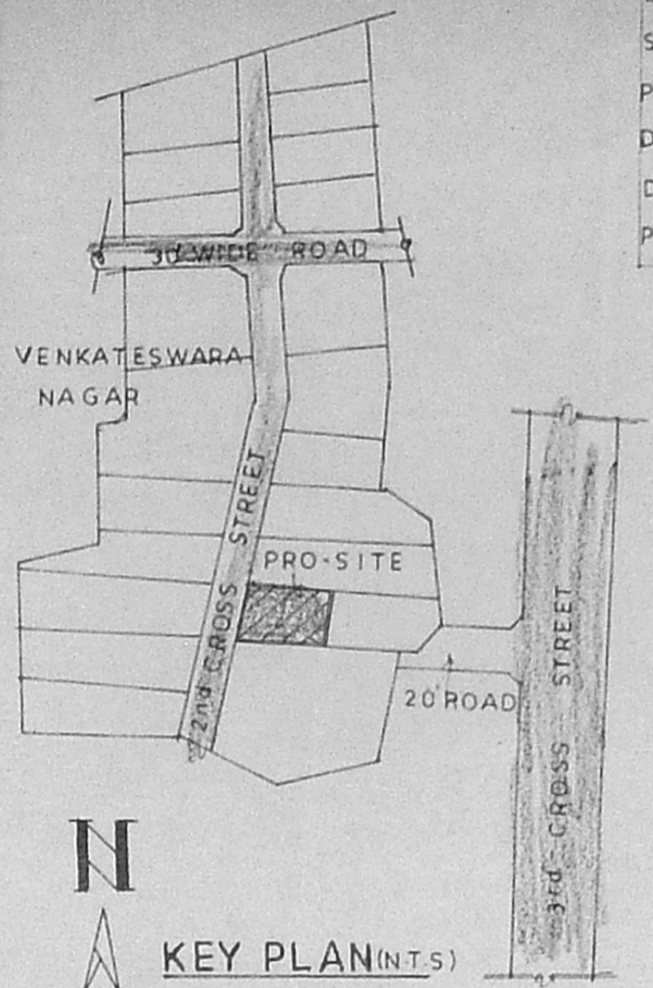 S
P
D
D
P
30' WIDE ROAD
VENKATESWARA
NAGAR
2nd CROSS STREET
PRO-SITE
20' ROAD
3rd - CROSS STREET
N
KEY PLAN (N.T.S)